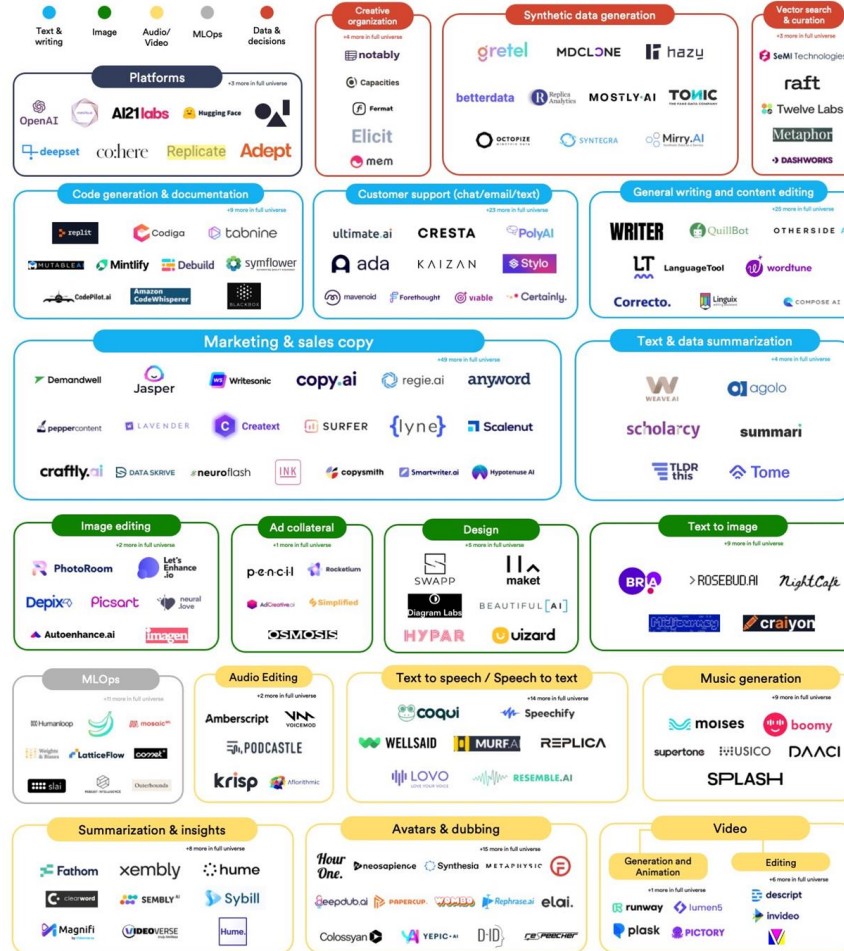 Text & writing
Image
Audio/ Video
MLOps
Data & decisions
Platforms
+3 more in full universe
OpenAI
AI21labs
Hugging Face
deepset
co:here
Replicate
Adept
Creative organization
+4 more in full universe
notably
Capacities
Fermat
Elicit
mem
Synthetic data generation
gretel
MDCLONE
hazy
betterdata
Replica Analytics
MOSTLY·AI
TONIC
THE FAKE DATA COMPANY
OCTOPIZE
SYNTEGRA
Mirry.AI
Vector search & curation
+3 more in full universe
SeMI Technologies
raft
Twelve Labs
Metaphor
DASHWORKS
Code generation & documentation
+9 more in full universe
replit
Codiga
tabnine
MUTABLEAI
Mintlify
Debuild
symflower
CodePilot.ai
Amazon CodeWhisperer
BLACKBOX
Customer support (chat/email/text)
+23 more in full universe
ultimate.ai
CRESTA
PolyAI
ada
KAIZAN
Stylo
mavenoid
Forethought
viable
Certainly.
General writing and content editing
+20 more in full universe
WRITER
QuillBot
OTHERSIDE A
LT LanguageTool
wordtune
Correcto.
Linguix
COMPOSE AI
Marketing & sales copy
+49 more in full universe
Demandwell
Jasper
WS Writesonic
copy.ai
regie.ai
anyword
peppercontent
LAVENDER
C Creatext
SURFER
{lyne}
Scalenut
craftly.ai
DATA SKRIVE
#neuroflash
INK
copysmith
Smartwriter.ai
Hypotenuse AI
Text & data summarization
+4 more in full universe
WEAVE.AI
agolo
scholarcy
summari
TLDR this
Tome
Image editing
+2 more in full universe
PhotoRoom
Let's Enhance .io
Depix
Picsart
neural .love
Autoenhance.ai
imagen
Ad collateral
+1 more in full universe
pencil
Rocketium
AdCreative.ai
Simplified
OSMOSIS
Design
+5 more in full universe
SWAPP
maket
Diagram Labs
BEAUTIFUL[AI]
HYPAR
uizard
Text to image
+9 more in full universe
BRIA
>ROSEBUD.AI
NightCafé
Midjourney
craiyon
MLOps
+11 more in full universe
Humanloop
mosaic ML
Weights & Biases
LatticeFlow
comet
slai
ROBUST INTELLIGENCE
Outerbounds
Audio Editing
+2 more in full universe
Amberscript
VOICEMOD
PODCASTLE
krisp
Aflorithmic
Text to speech / Speech to text
+14 more in full universe
coqui
Speechify
WELLSAID
MURF.AI
REPLICA
LOVO
LOVE YOUR VOICE
RESEMBLE.AI
Music generation
+9 more in full universe
moises
boomy
supertone
MUSICO
DAACI
SPLASH
Summarization & insights
+8 more in full universe
Fathom
xembly
hume
clearword
SEMBLY AI
Sybill
Magnifi
VIDEOVERSE
Hume.
Avatars & dubbing
+15 more in full universe
Hour One.
neosapience
Synthesia
METAPHYSIC
deepdub.ai
PAPERCUP
WOMBO
Rephrase.ai
elai.
Colossyan
YEPIC·AI
D-ID
respeecher
Video
Generation and Animation
+1 more in full universe
runway
lumen5
plask
PICTORY
Editing
+6 more in full universe
descript
invideo